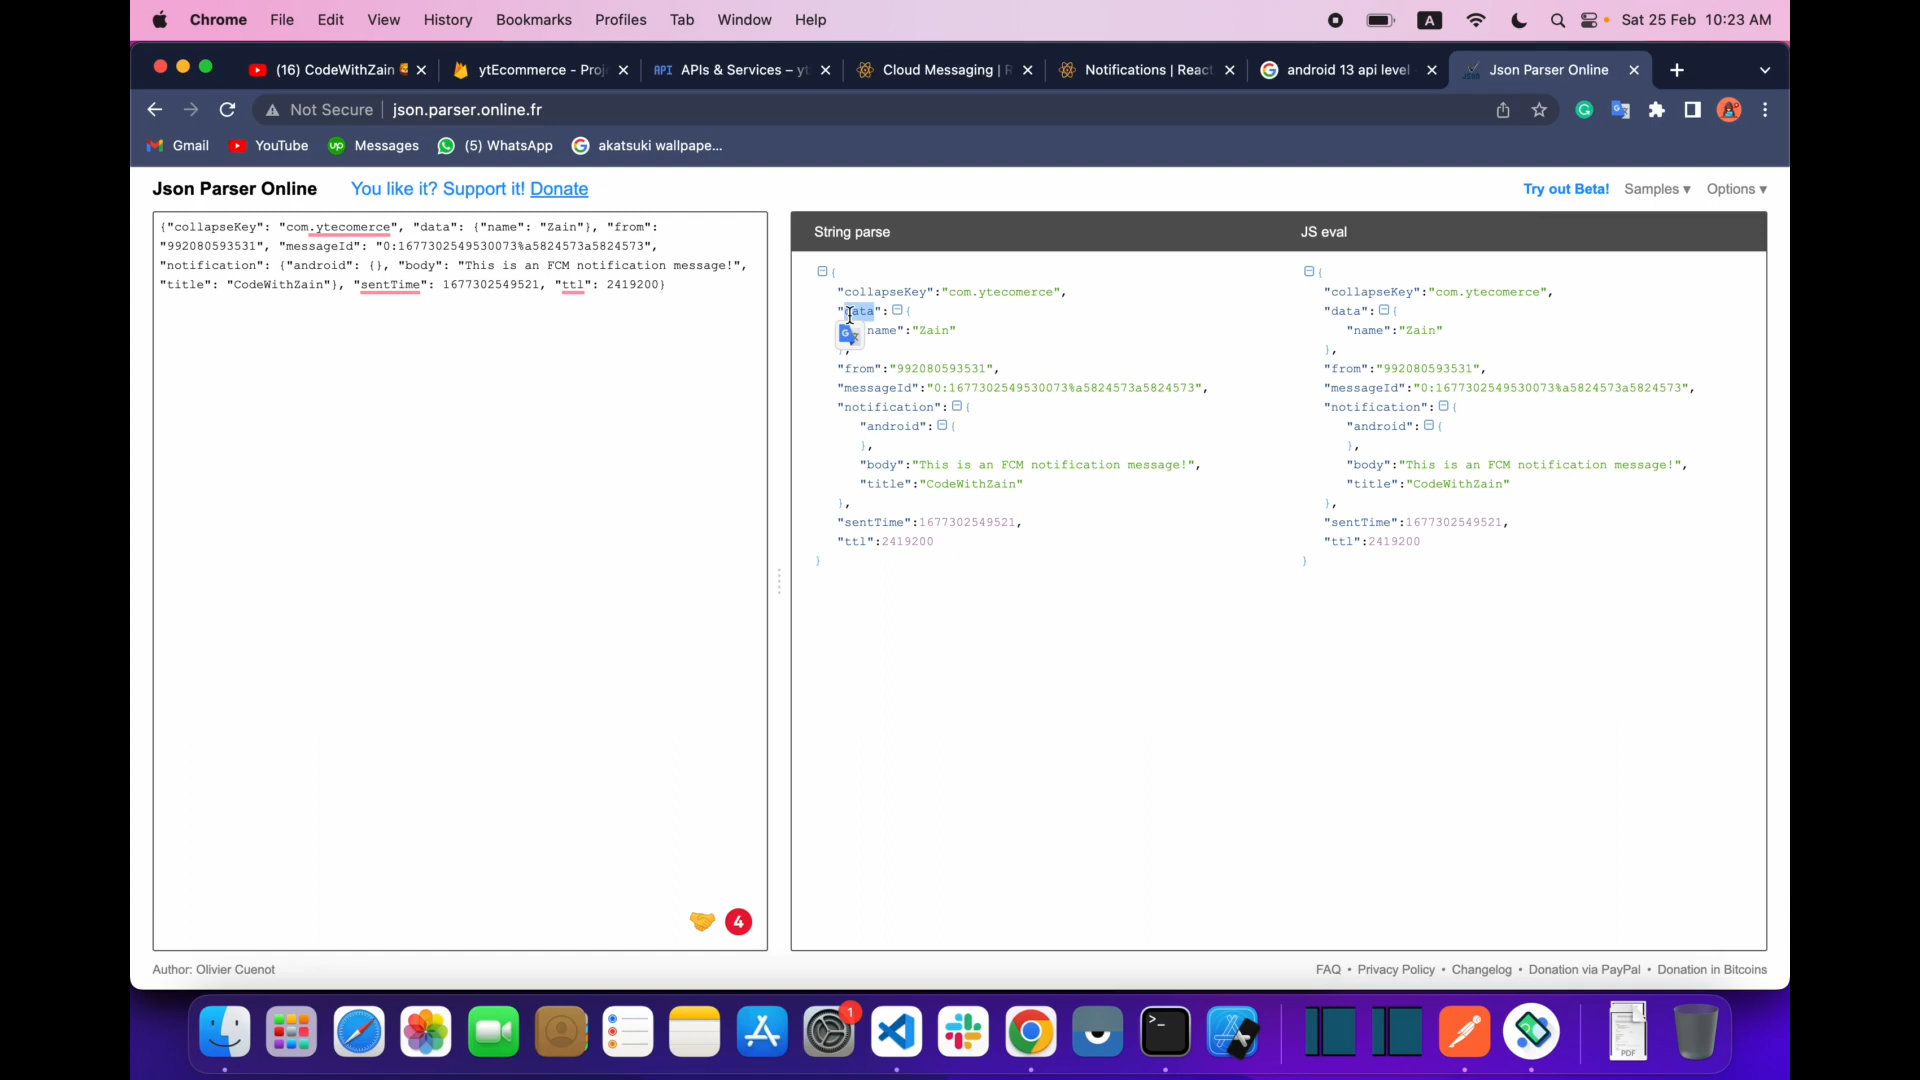 Chrome File Edit View History Bookmarks Profiles Tab Window Help A Sat 25 Feb 10:23 AM
(16) CodeWithZain ytEcommerce - Proj API APIs & Services – yt Cloud Messaging | R Notifications | React android 13 api level Json Parser Online
Not Secure json.parser.online.fr
Gmail YouTube up Messages (5) WhatsApp akatsuki wallpape...
Json Parser Online You like it? Support it! Donate Try out Beta! Samples ▾ Options ▾
{"collapseKey": "com.ytecomerce", "data": {"name": "Zain"}, "from":
"992080593531", "messageId": "0:1677302549530073%a5824573a5824573",
"notification": {"android": {}, "body": "This is an FCM notification message!",
"title": "CodeWithZain"}, "sentTime": 1677302549521, "ttl": 2419200}
4
String parse
{
"collapseKey":"com.ytecomerce",
"data":{
name":"Zain"
},
"from":"992080593531",
"messageId":"0:1677302549530073%a5824573a5824573",
"notification":{
"android":{
},
"body":"This is an FCM notification message!",
"title":"CodeWithZain"
},
"sentTime":1677302549521,
"ttl":2419200
}
JS eval
{
"collapseKey":"com.ytecomerce",
"data":{
"name":"Zain"
},
"from":"992080593531",
"messageId":"0:1677302549530073%a5824573a5824573",
"notification":{
"android":{
},
"body":"This is an FCM notification message!",
"title":"CodeWithZain"
},
"sentTime":1677302549521,
"ttl":2419200
}
Author: Olivier Cuenot FAQ • Privacy Policy • Changelog • Donation via PayPal • Donation in Bitcoins
1
PDF